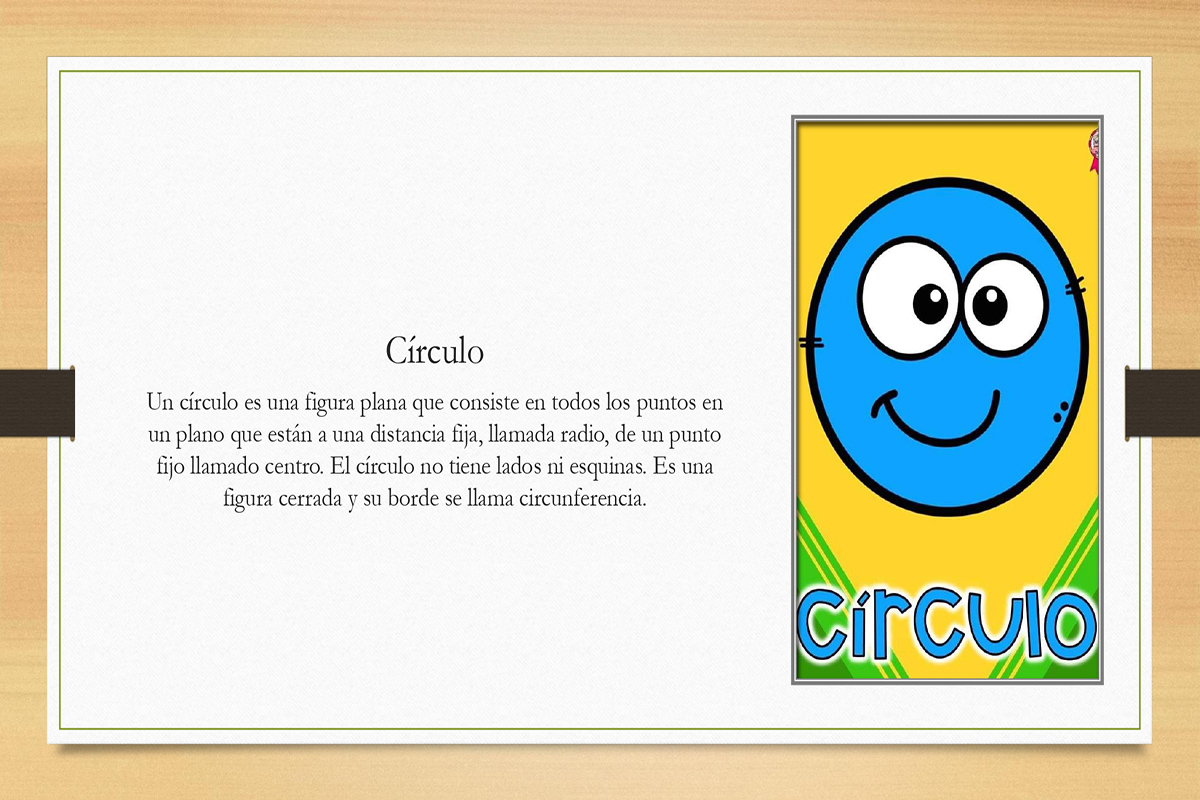 Círculo
Un círculo es una figura plana que consiste en todos los puntos en
un plano que están a una distancia fija, llamada radio, de un punto
fijo llamado centro. El círculo no tiene lados ni esquinas. Es una
figura cerrada y su borde se llama circunferencia.
círculo